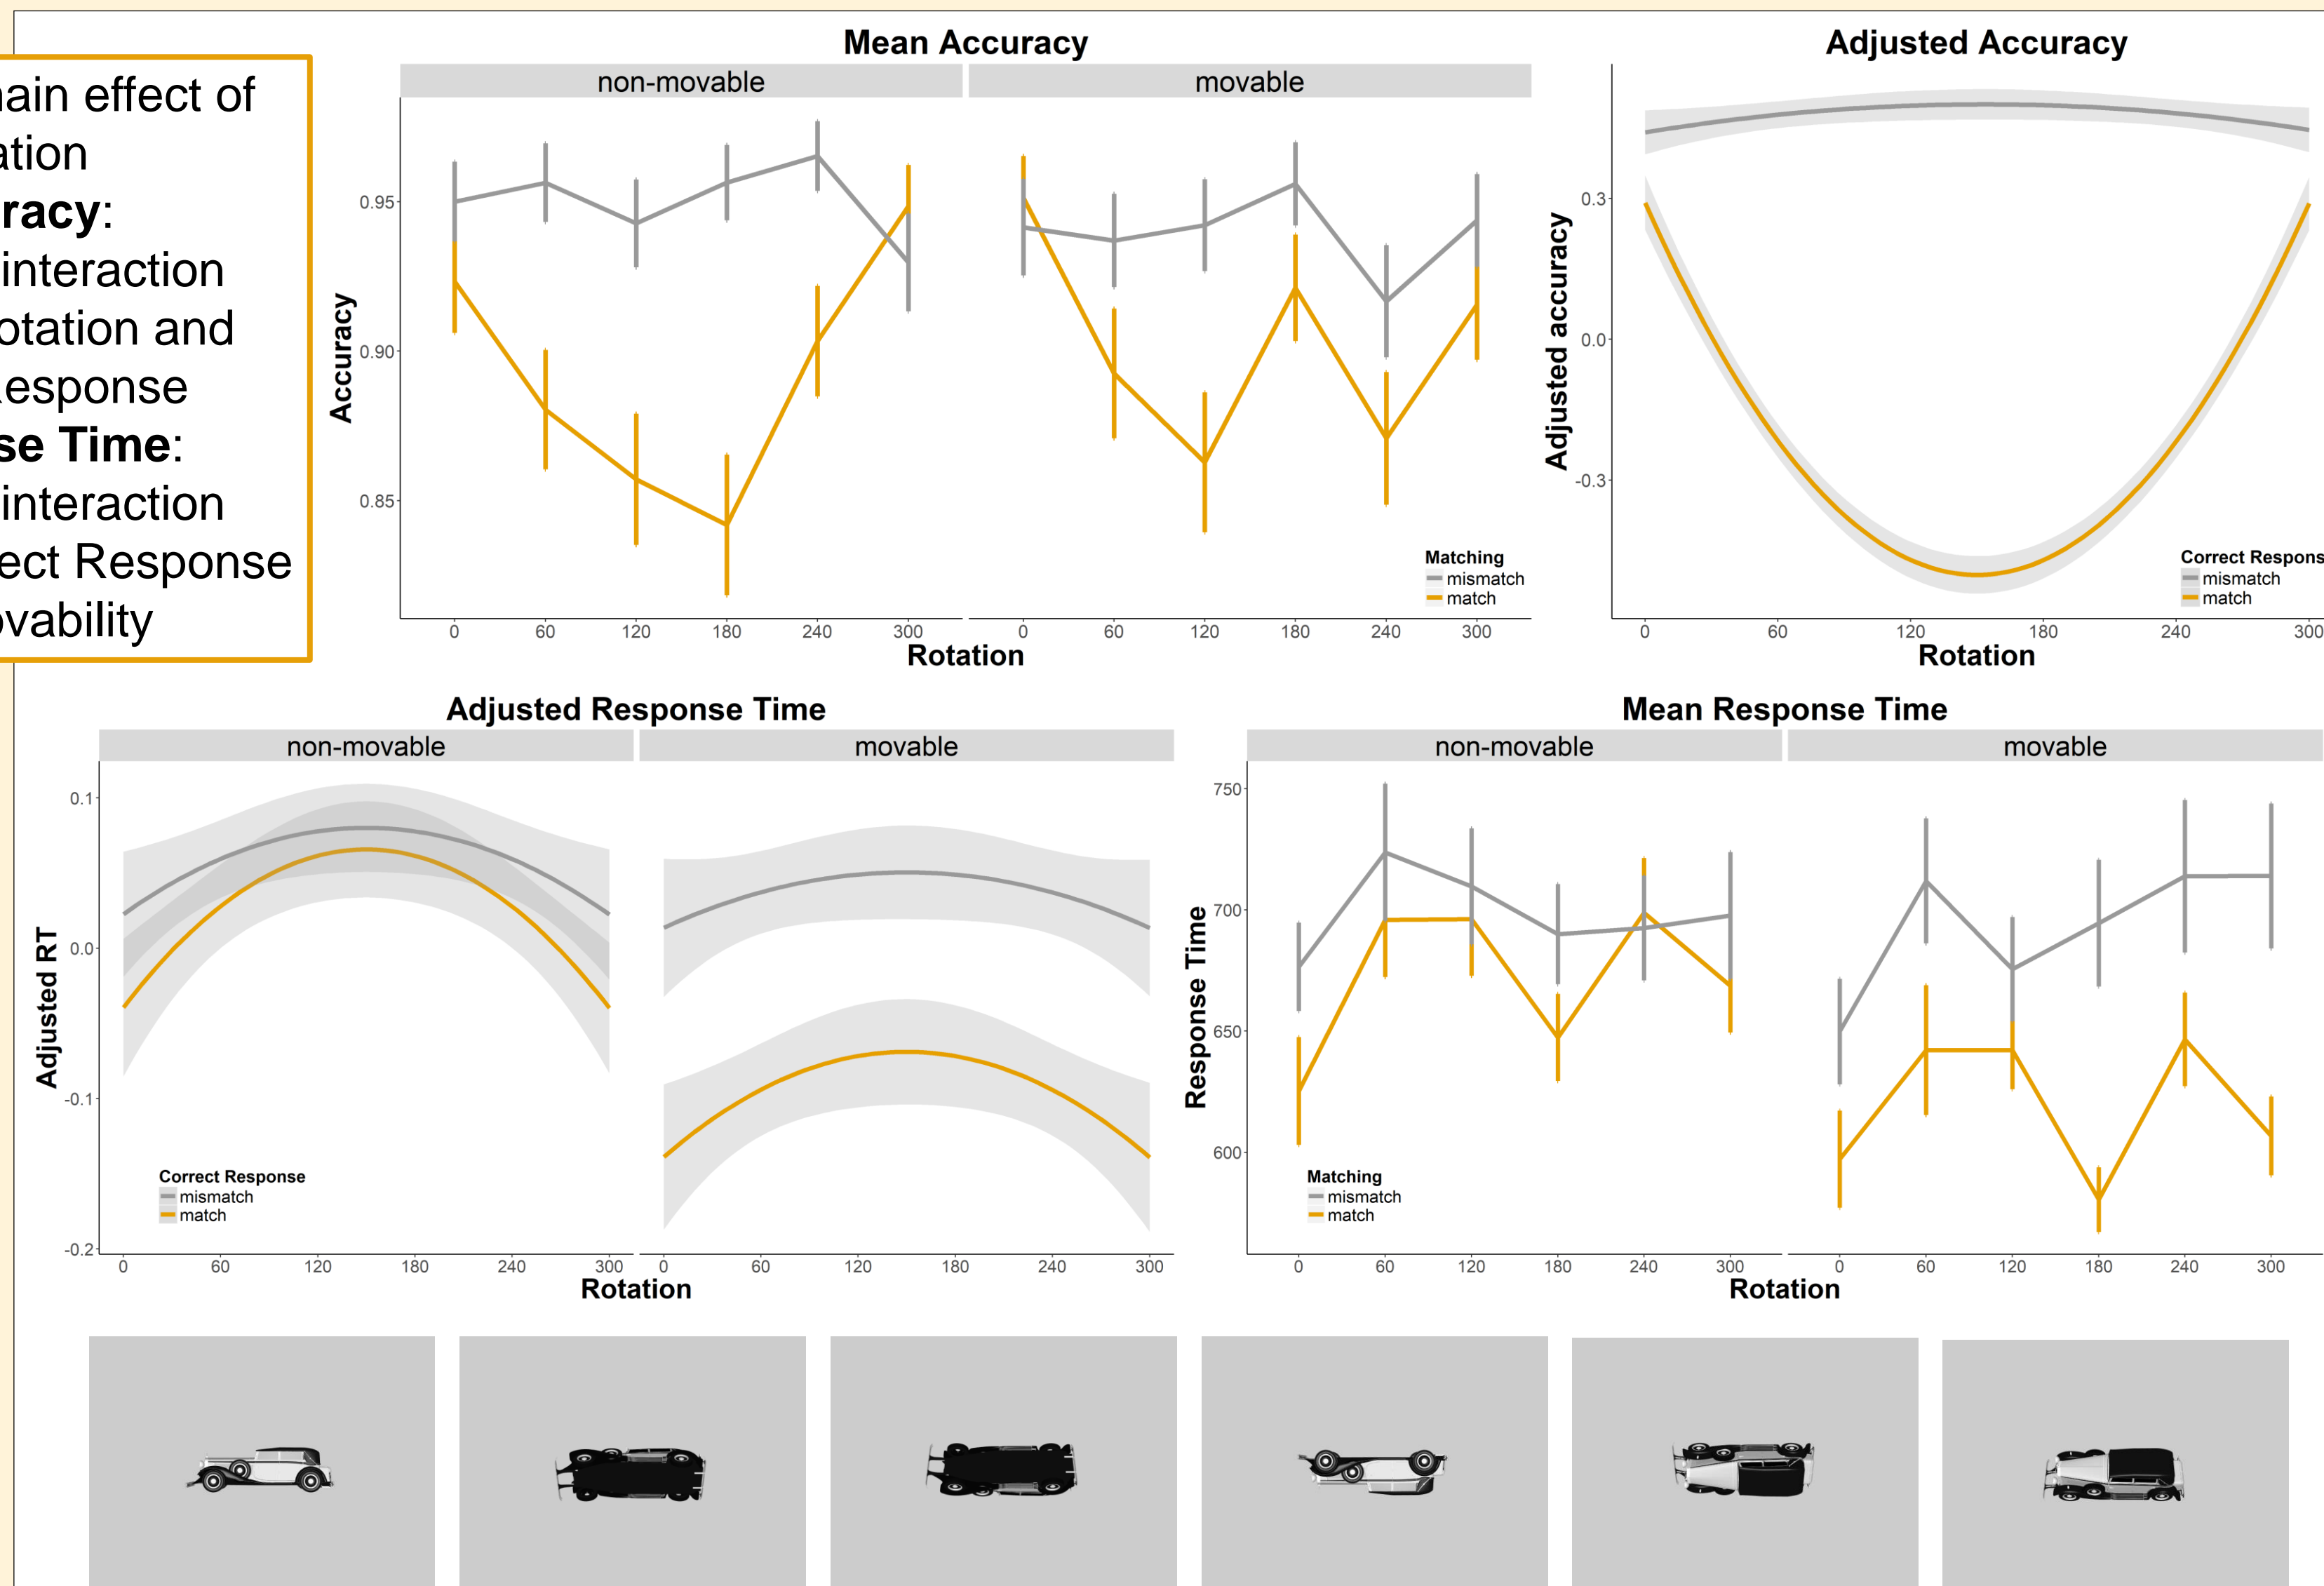 ain effect of
ation
racy:
interaction
otation and
Response
se Time:
interaction
ect Response
ovability
Mean Accuracy
non-movable
movable
Accuracy
0.95
0.90
0.85
0 60 120 180 240 300
0 60 120 180 240 300
Rotation
Matching
mismatch
match
Adjusted Accuracy
Adjusted accuracy
0.3
0.0
-0.3
0 60 120 180 240 300
Rotation
Correct Respons
mismatch
match
Adjusted Response Time
non-movable
movable
Adjusted RT
0.1
0.0
-0.1
-0.2
0 60 120 180 240 300
0 60 120 180 240 300
Rotation
Correct Response
mismatch
match
Mean Response Time
non-movable
movable
Response Time
750
700
650
600
0 60 120 180 240 300
0 60 120 180 240 300
Rotation
Matching
mismatch
match